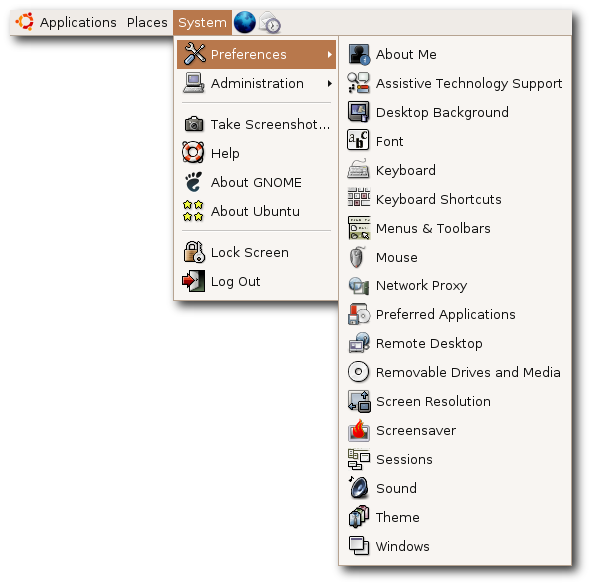 Applications Places System
Preferences
Administration
Take Screenshot...
Help
About GNOME
About Ubuntu
Lock Screen
Log Out
About Me
Assistive Technology Support
Desktop Background
Font
Keyboard
Keyboard Shortcuts
Menus & Toolbars
Mouse
Network Proxy
Preferred Applications
Remote Desktop
Removable Drives and Media
Screen Resolution
Screensaver
Sessions
Sound
Theme
Windows